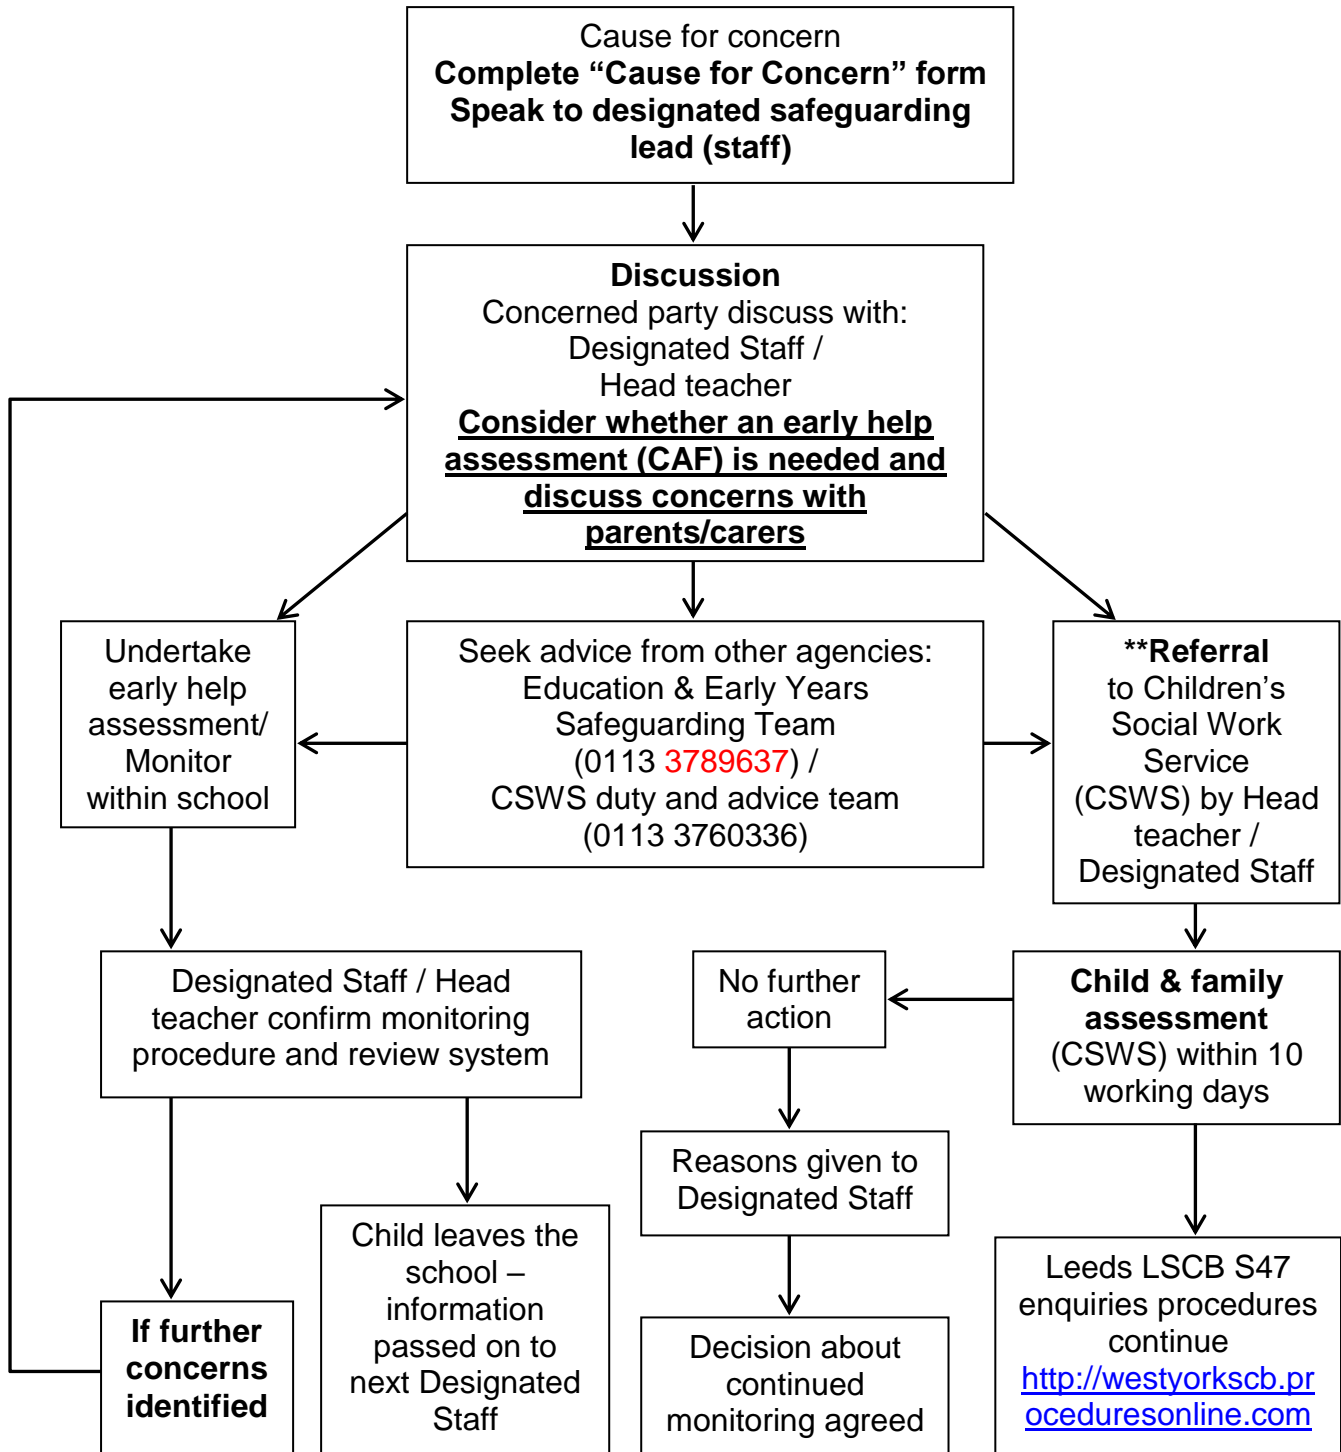 Cause for concern
Complete “Cause for Concern” form
Speak to designated safeguarding
lead (staff)
Discussion
Concerned party discuss with:
Designated Staff /
Head teacher
Consider whether an early help
assessment (CAF) is needed and
discuss concerns with
parents/carers
Undertake
early help
assessment/
Monitor
within school
Seek advice from other agencies:
Education & Early Years
Safeguarding Team
(0113 3789637) /
CSWS duty and advice team
(0113 3760336)
**Referral
to Children’s
Social Work
Service
(CSWS) by Head
teacher /
Designated Staff
Designated Staff / Head
teacher confirm monitoring
procedure and review system
No further
action
Child & family
assessment
(CSWS) within 10
working days
Reasons given to
Designated Staff
If further
concerns
identified
Child leaves the
school –
information
passed on to
next Designated
Staff
Decision about
continued
monitoring agreed
Leeds LSCB S47
enquiries procedures
continue
http://westyorkscb.pr
oceduresonline.com